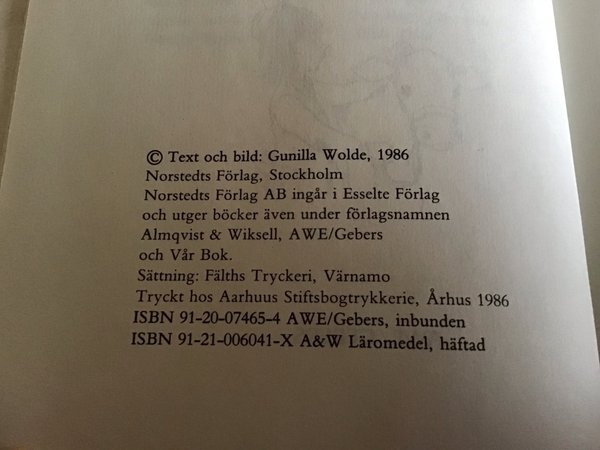 © Text och bild: Gunilla Wolde, 1986
Norstedts Förlag, Stockholm
Norstedts Förlag AB ingår i Esselte Förlag
och utger böcker även under förlagsnamnen
Almqvist & Wiksell, AWE/Gebers
och Vår Bok.
Sättning: Fälths Tryckeri, Värnamo
Tryckt hos Aarhuus Stiftsbogtrykkerie, Århus 1986
ISBN 91-20-07465-4 AWE/Gebers, inbunden
ISBN 91-21-006041-X A&W Läromedel, häftad